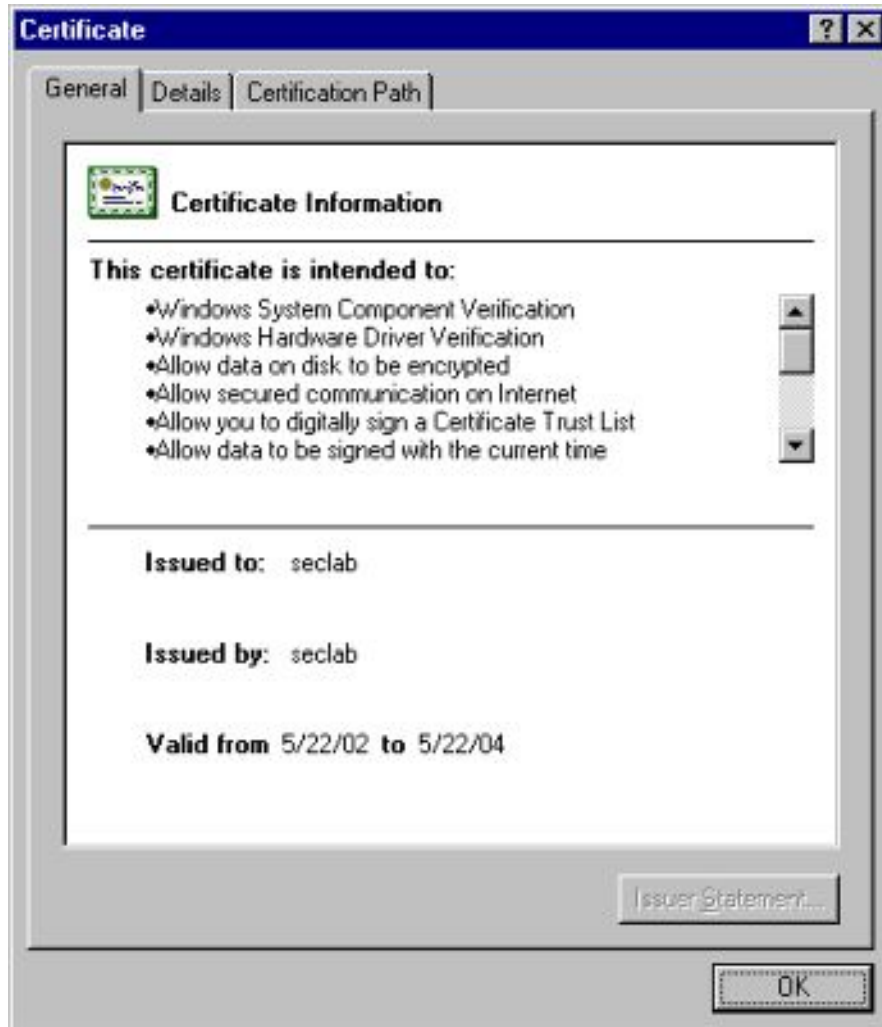 Certificate
General Details Certification Path
Certificate Information
This certificate is intended to:
•Windows System Component Verification
•Windows Hardware Driver Verification
•Allow data on disk to be encrypted
•Allow secured communication on Internet
•Allow you to digitally sign a Certificate Trust List
•Allow data to be signed with the current time
Issued to: seclab
Issued by: seclab
Valid from 5/22/02 to 5/22/04
Issuer Statement...
OK